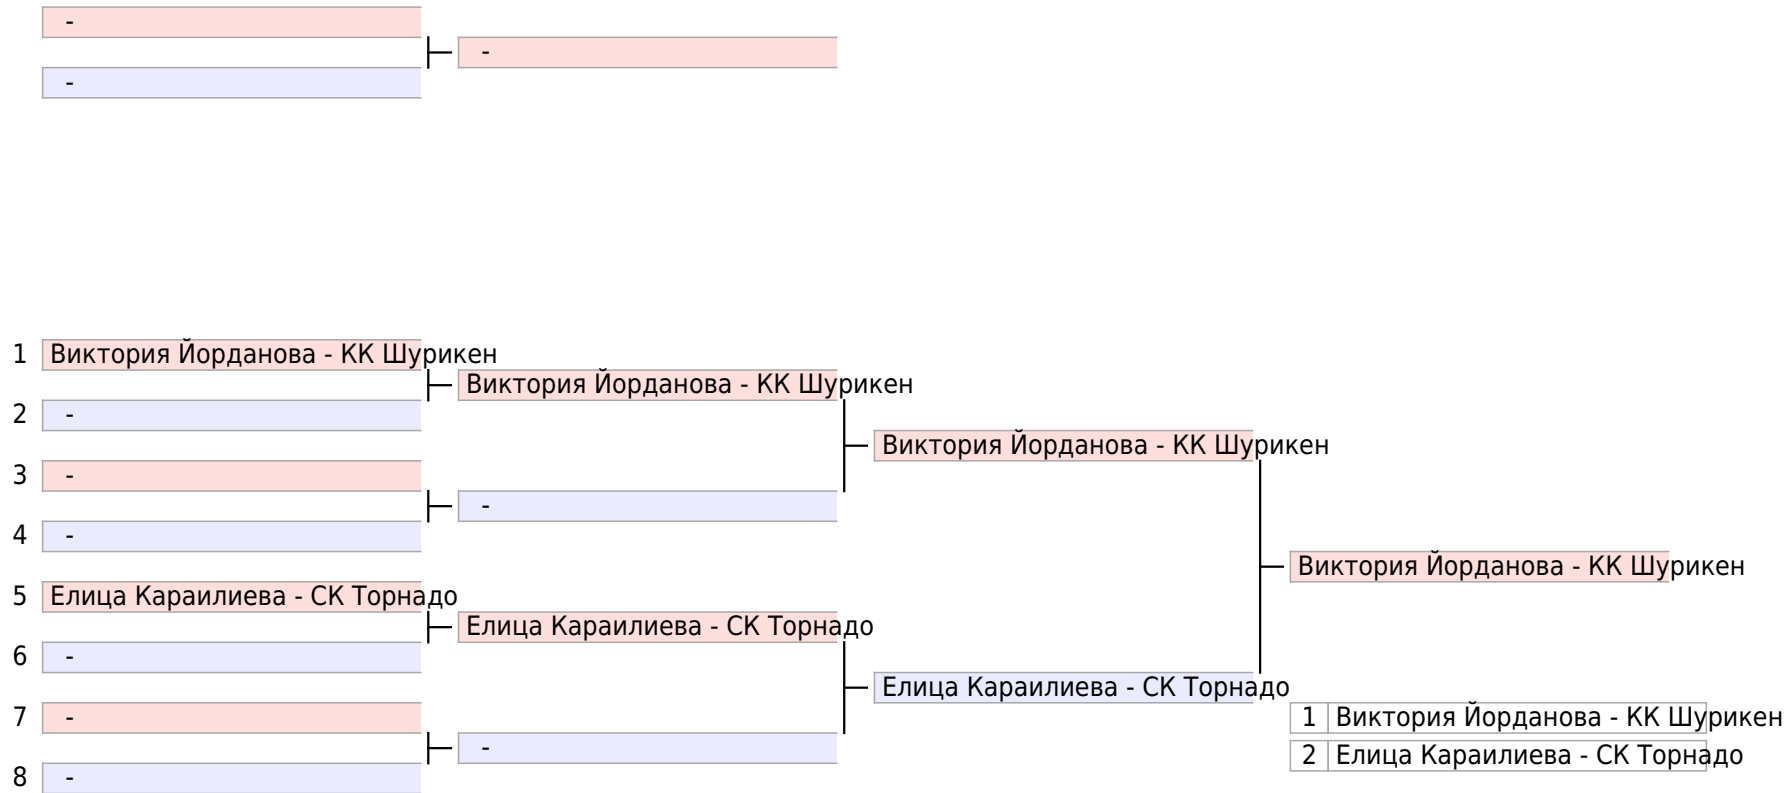 -
-
-
1 Виктория Йорданова - КК Шурикен
Виктория Йорданова - КК Шурикен
2 -
Виктория Йорданова - КК Шурикен
3 -
-
4 -
Виктория Йорданова - КК Шурикен
5 Елица Караилиева - СК Торнадо
Елица Караилиева - СК Торнадо
6 -
Елица Караилиева - СК Торнадо
7 -
1 Виктория Йорданова - КК Шурикен
-
2 Елица Караилиева - СК Торнадо
8 -